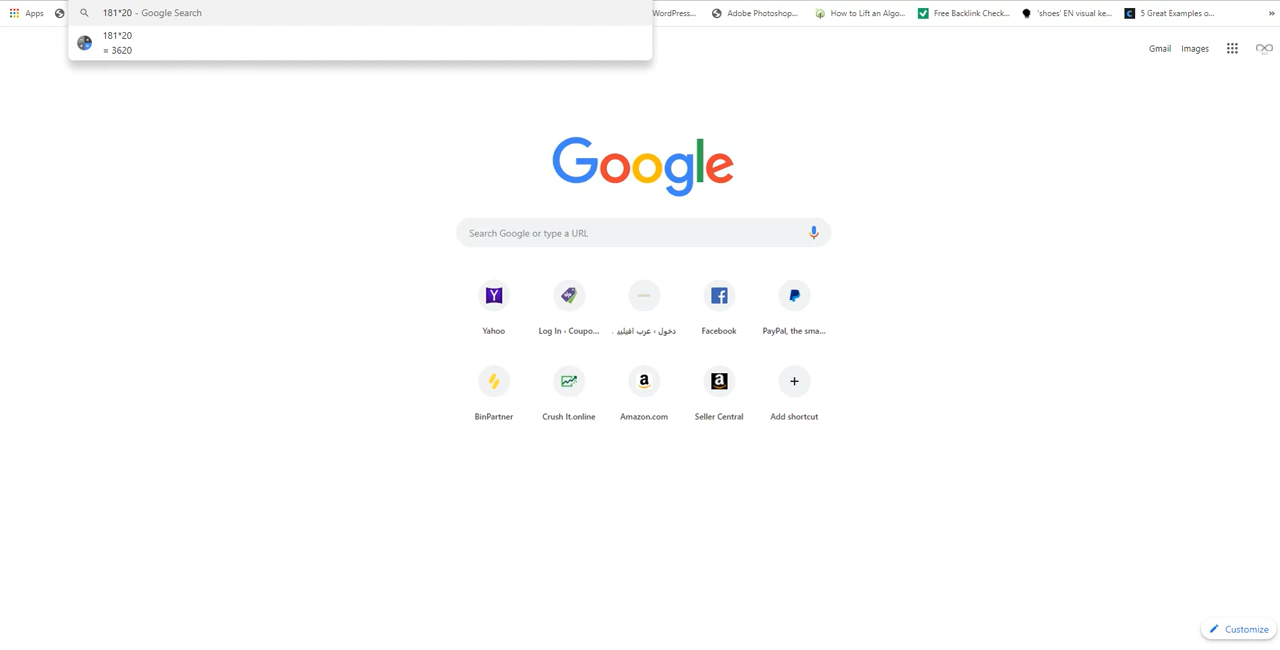 Apps
181*20 - Google Search
WordPress...
Adobe Photoshop...
How to Lift an Algo...
Free Backlink Check...
'shoes' EN visual ke...
5 Great Examples o...
»
181*20
= 3620
Gmail
Images
Google
Search Google or type a URL
Yahoo
Log In ‹ Coupo...
دخول ‹ عرب افيليي...
Facebook
PayPal, the sma...
BinPartner
Crush It.online
Amazon.com
Seller Central
Add shortcut
Customize